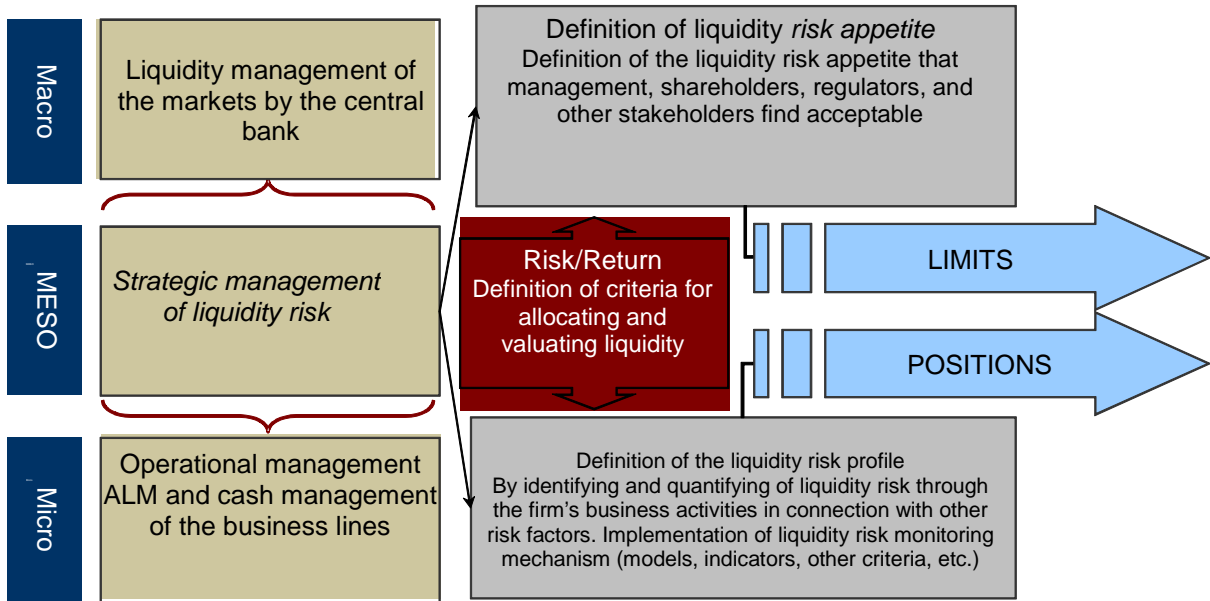 Macro
Liquidity management of
the markets by the central
bank
Definition of liquidity risk appetite
Definition of the liquidity risk appetite that
management, shareholders, regulators, and
other stakeholders find acceptable
MESO
Strategic management
of liquidity risk
Risk/Return
Definition of criteria for
allocating and
valuating liquidity
LIMITS
POSITIONS
Micro
Operational management
ALM and cash management
of the business lines
Definition of the liquidity risk profile
By identifying and quantifying of liquidity risk through
the firm's business activities in connection with other
risk factors. Implementation of liquidity risk monitoring
mechanism (models, indicators, other criteria, etc.)